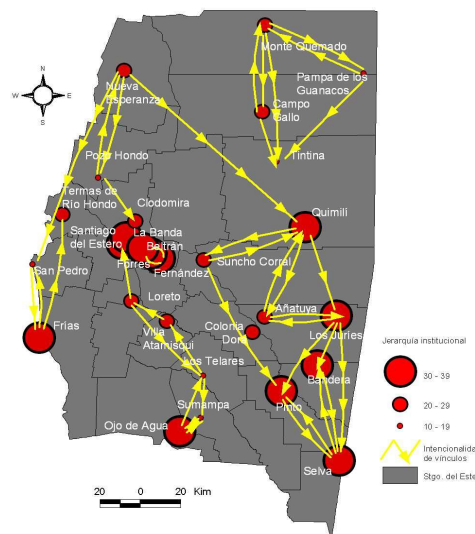 Monte Quemado
Pampa de los
Guanacos
N
W E
S
Nueva
Esperanza
Campo
Gallo
Pozo Hondo
Tintina
Termas de
Río Hondo
Clodomira
Quimilí
Santiago
del Estero
La Banda
Beltrán
Forres
Fernández
Suncho Corral
San Pedro
Loreto
Añatuya
Colonia
Dora
Los Juríes
Frías
Villa
Atamisqui
Bandera
Los Telares
Pinto
Sumampa
Ojo de Agua
Selva
Jerarquía institucional
30 - 39
20 - 29
10 - 19
Intencionalida
de vínculos
Stgo. del Este
20 0 20 Kim